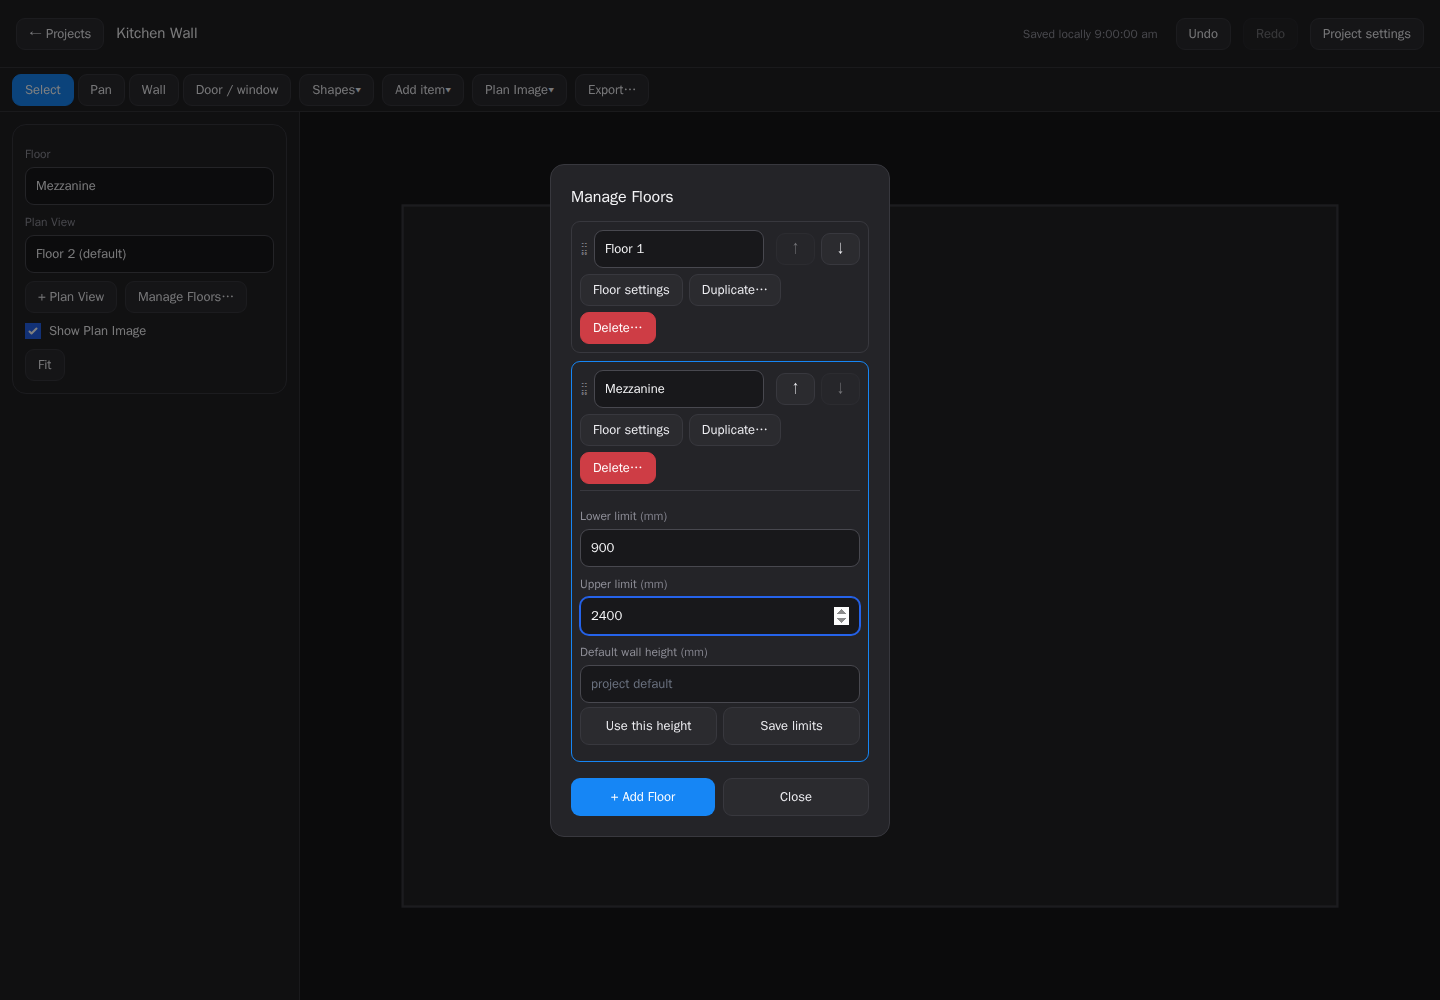 ← Projects
Kitchen Wall
Saved locally 9:00:00 am
Undo
Redo
Project settings
Select
Pan
Wall
Door / window
Shapes▾
Add item▾
Plan Image▾
Export…
Floor
Mezzanine
Plan View
Floor 2 (default)
+ Plan View
Manage Floors…
Show Plan Image
Fit
Manage Floors
Floor 1
↑
↓
Floor settings
Duplicate…
Delete…
Mezzanine
↑
↓
Floor settings
Duplicate…
Delete…
Lower limit (mm)
900
Upper limit (mm)
2400
Default wall height (mm)
project default
Use this height
Save limits
+ Add Floor
Close